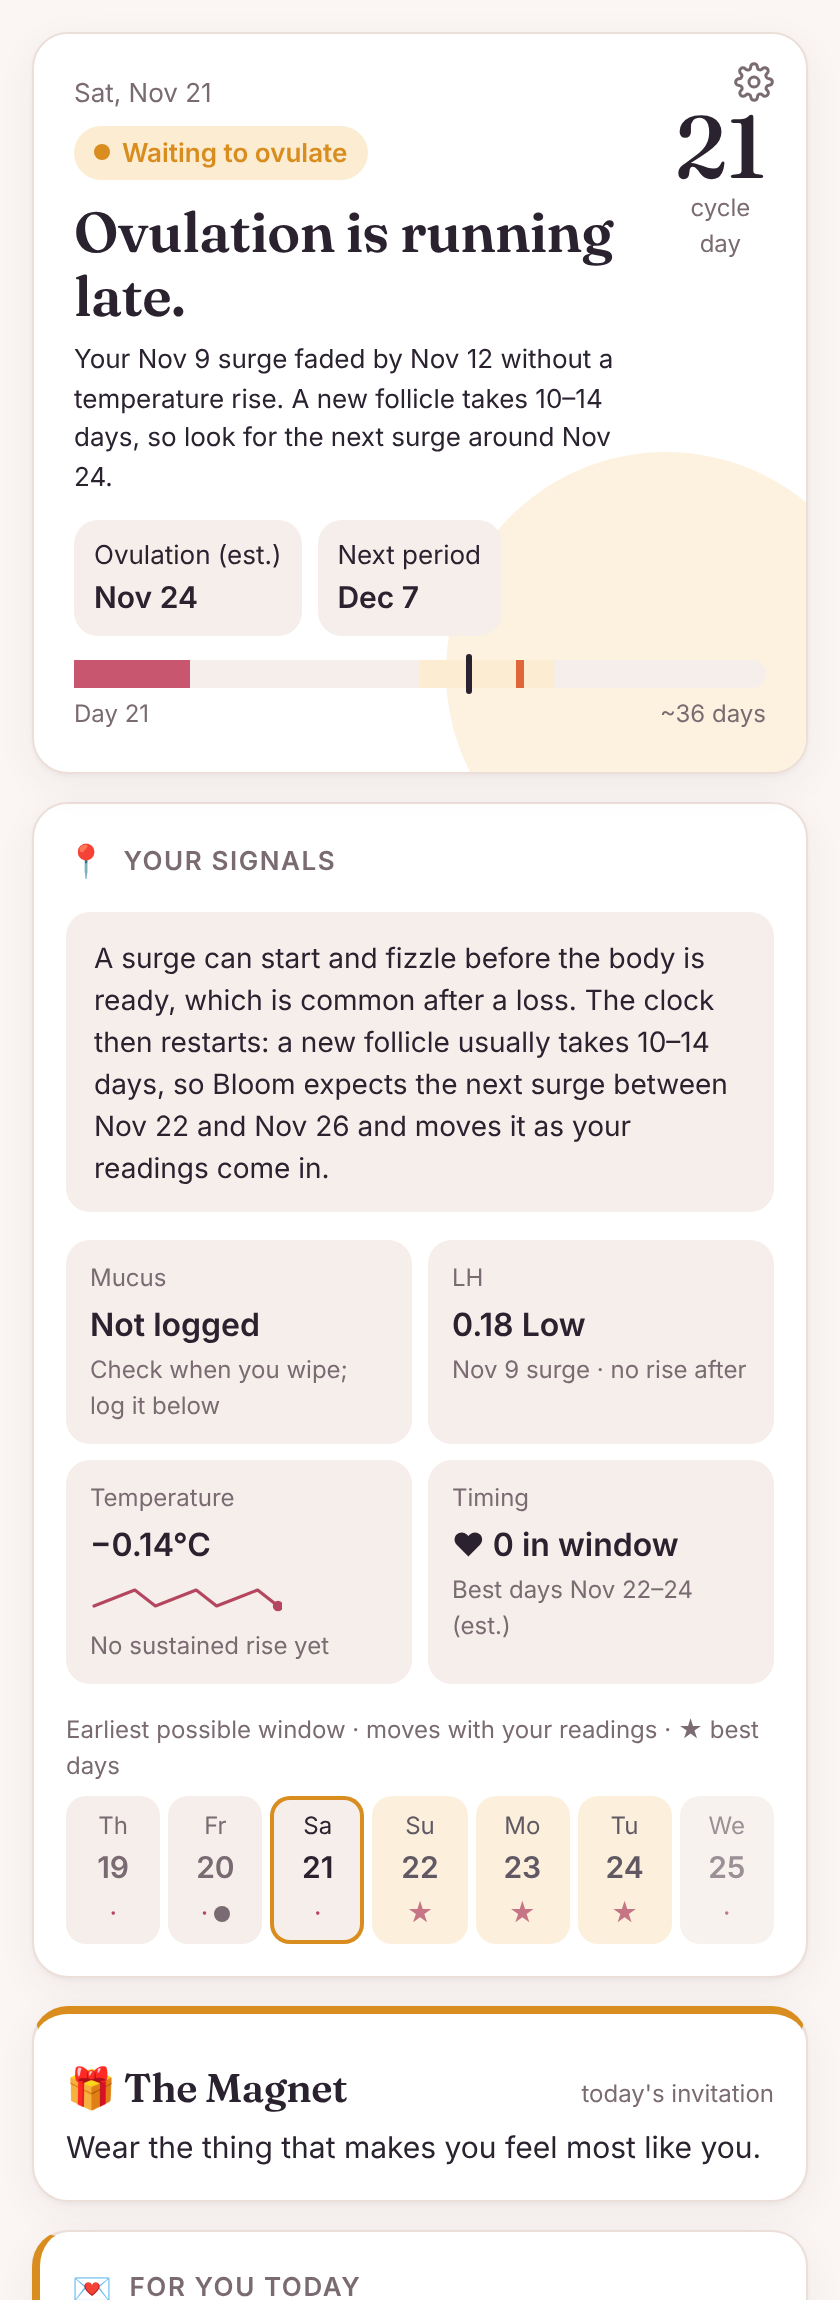 Sat, Nov 21
Waiting to ovulate
21
cycle
day
Ovulation is running
late.
Your Nov 9 surge faded by Nov 12 without a
temperature rise. A new follicle takes 10–14
days, so look for the next surge around Nov
24.
Ovulation (est.)
Nov 24
Next period
Dec 7
Day 21
~36 days
YOUR SIGNALS
A surge can start and fizzle before the body is
ready, which is common after a loss. The clock
then restarts: a new follicle usually takes 10–14
days, so Bloom expects the next surge between
Nov 22 and Nov 26 and moves it as your
readings come in.
Mucus
Not logged
Check when you wipe;
log it below
LH
0.18 Low
Nov 9 surge · no rise after
Temperature
−0.14°C
No sustained rise yet
Timing
♥ 0 in window
Best days Nov 22–24
(est.)
Earliest possible window · moves with your readings · ★ best
days
Th Fr Sa Su Mo Tu We
19 20 21 22 23 24 25
· ·● · ★ ★ ★ ·
The Magnet
today's invitation
Wear the thing that makes you feel most like you.
FOR YOU TODAY